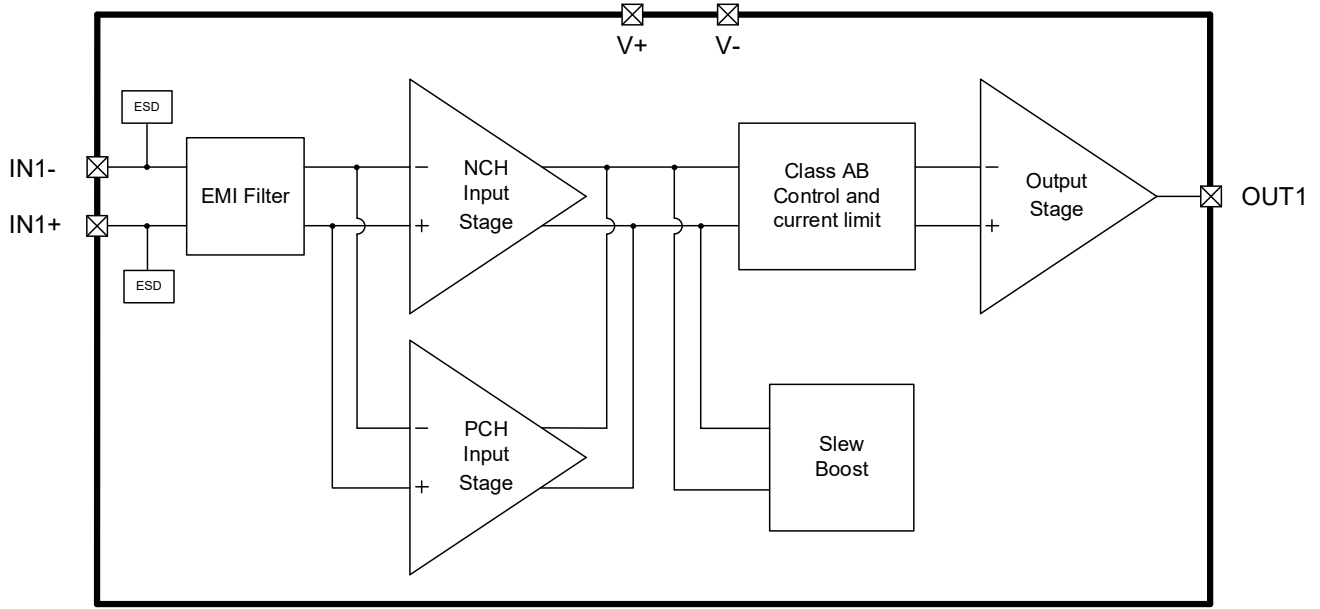 V+
V-
ESD
IN1-
IN1+
EMI Filter
ESD
−
+
NCH
Input
Stage
Class AB
Control and
current limit
−
+
Output
Stage
OUT1
−
+
PCH
Input
Stage
Slew
Boost